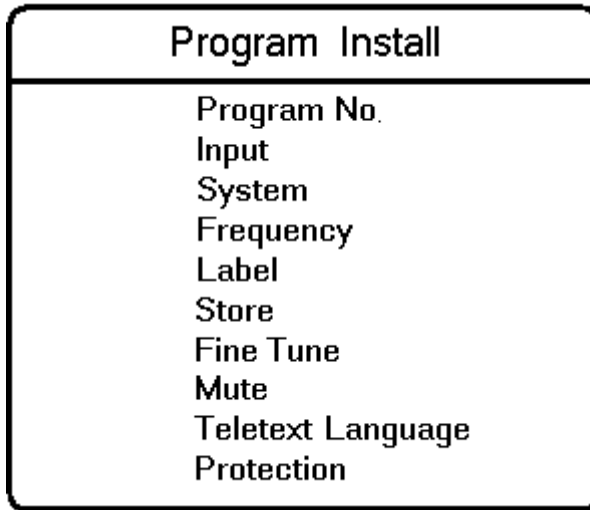 Program Install
Program No.
Input
System
Frequency
Label
Store
Fine Tune
Mute
Teletext Language
Protection